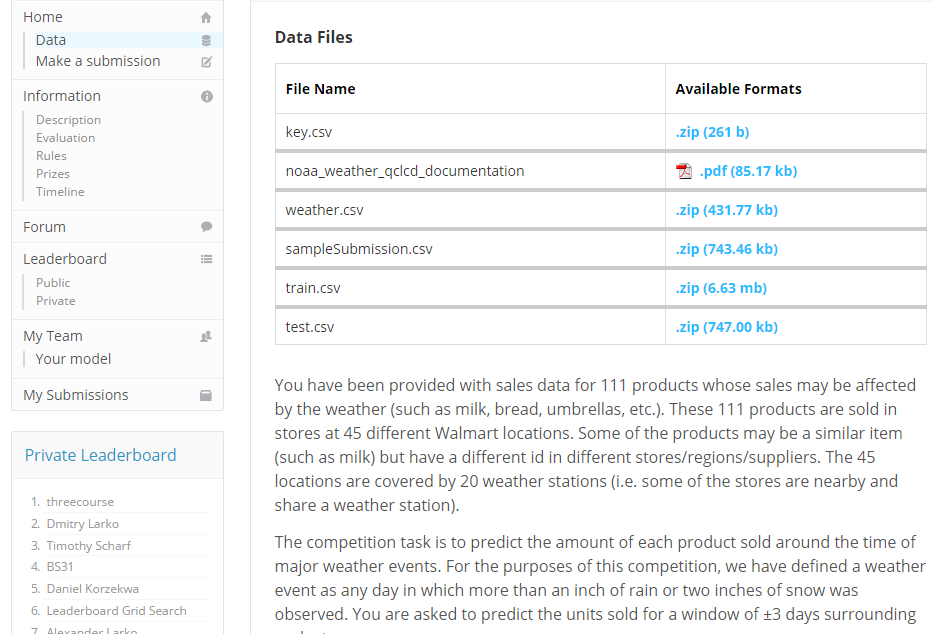 Home
Data
Make a submission
Information
Description
Evaluation
Rules
Prizes
Timeline
Forum
Leaderboard
Public
Private
My Team
Your model
My Submissions
Private Leaderboard
1. threecourse
2. Dmitry Larko
3. Timothy Scharf
4. BS31
5. Daniel Korzekwa
6. Leaderboard Grid Search
7. Alexander Larko
Data Files
File Name Available Formats
key.csv .zip (261 b)
noaa_weather_qclcd_documentation .pdf (85.17 kb)
weather.csv .zip (431.77 kb)
sampleSubmission.csv .zip (743.46 kb)
train.csv .zip (6.63 mb)
test.csv .zip (747.00 kb)
You have been provided with sales data for 111 products whose sales may be affected
by the weather (such as milk, bread, umbrellas, etc.). These 111 products are sold in
stores at 45 different Walmart locations. Some of the products may be a similar item
(such as milk) but have a different id in different stores/regions/suppliers. The 45
locations are covered by 20 weather stations (i.e. some of the stores are nearby and
share a weather station).
The competition task is to predict the amount of each product sold around the time of
major weather events. For the purposes of this competition, we have defined a weather
event as any day in which more than an inch of rain or two inches of snow was
observed. You are asked to predict the units sold for a window of ±3 days surrounding